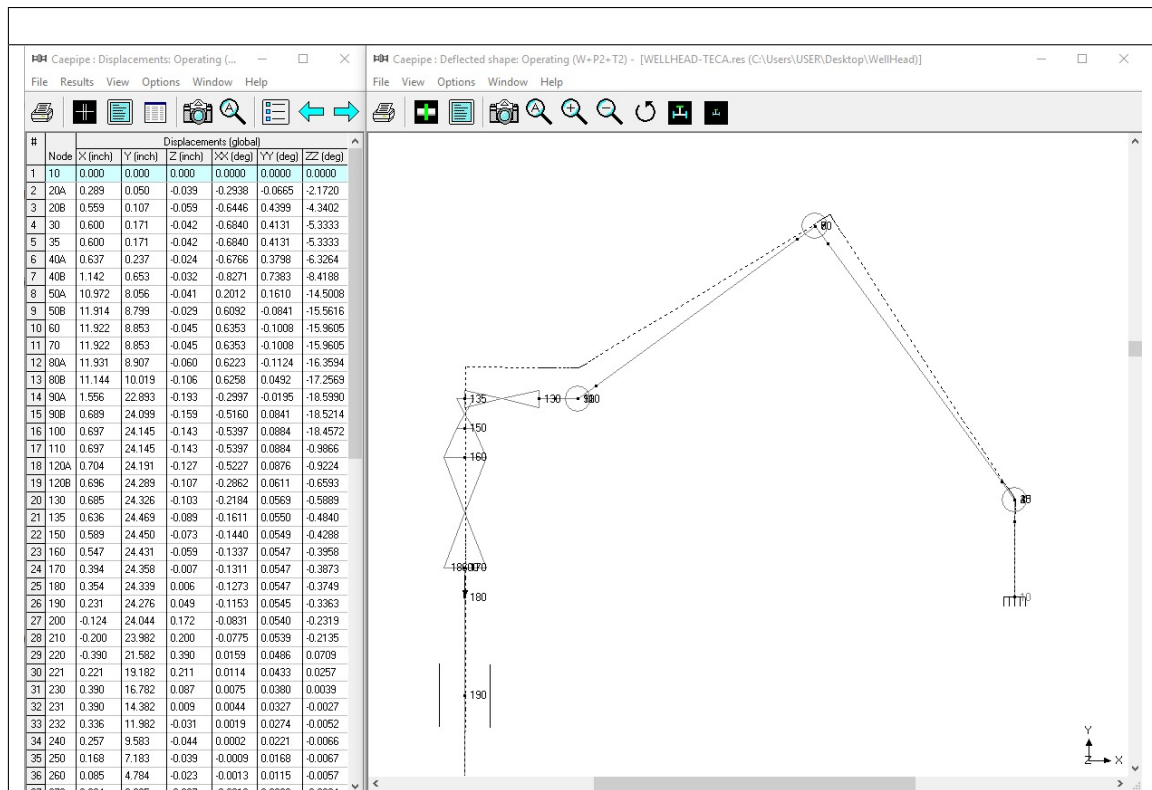 Caepipe : Displacements: Operating (...
File Results View Options Window Help
# Displacements (global)
Node X (inch) Y (inch) Z (inch) XX (deg) YY (deg) ZZ (deg)
1 10 0.000 0.000 0.000 0.0000 0.0000 0.0000
2 20A 0.289 0.050 -0.039 -0.2938 -0.0665 -2.1720
3 20B 0.559 0.107 -0.059 -0.6446 0.4399 -4.3402
4 30 0.600 0.171 -0.042 -0.6840 0.4131 -5.3333
5 35 0.600 0.171 -0.042 -0.6840 0.4131 -5.3333
6 40A 0.637 0.237 -0.024 -0.6766 0.3798 -6.3264
7 40B 1.142 0.653 -0.032 -0.8271 0.7383 -8.4188
8 50A 10.972 8.056 -0.041 0.2012 0.1610 -14.5008
9 50B 11.914 8.799 -0.029 0.6092 -0.0841 -15.5616
10 60 11.922 8.853 -0.045 0.6353 -0.1008 -15.9605
11 70 11.922 8.853 -0.045 0.6353 -0.1008 -15.9605
12 80A 11.931 8.907 -0.060 0.6223 -0.1124 -16.3594
13 80B 11.144 10.019 -0.106 0.6258 0.0492 -17.2569
14 90A 1.556 22.893 -0.193 -0.2997 -0.0195 -18.5990
15 90B 0.689 24.099 -0.159 -0.5160 0.0841 -18.5214
16 100 0.697 24.145 -0.143 -0.5397 0.0884 -18.4572
17 110 0.697 24.145 -0.143 -0.5397 0.0884 -0.9866
18 120A 0.704 24.191 -0.127 -0.5227 0.0876 -0.9224
19 120B 0.696 24.289 -0.107 -0.2862 0.0611 -0.6593
20 130 0.685 24.326 -0.103 -0.2184 0.0569 -0.5889
21 135 0.636 24.469 -0.089 -0.1611 0.0550 -0.4840
22 150 0.589 24.450 -0.073 -0.1440 0.0549 -0.4288
23 160 0.547 24.431 -0.059 -0.1337 0.0547 -0.3958
24 170 0.394 24.358 -0.007 -0.1311 0.0547 -0.3873
25 180 0.354 24.339 0.006 -0.1273 0.0547 -0.3749
26 190 0.231 24.276 0.049 -0.1153 0.0545 -0.3363
27 200 -0.124 24.044 0.172 -0.0831 0.0540 -0.2319
28 210 -0.200 23.982 0.200 -0.0775 0.0539 -0.2135
29 220 -0.390 21.582 0.390 0.0159 0.0486 0.0709
30 221 0.221 19.182 0.211 0.0114 0.0433 0.0257
31 230 0.390 16.782 0.087 0.0075 0.0380 0.0039
32 231 0.390 14.382 0.009 0.0044 0.0327 -0.0027
33 232 0.336 11.982 -0.031 0.0019 0.0274 -0.0052
34 240 0.257 9.583 -0.044 0.0002 0.0221 -0.0066
35 250 0.168 7.183 -0.039 -0.0009 0.0168 -0.0067
36 260 0.085 4.784 -0.023 -0.0013 0.0115 -0.0057
Caepipe : Deflected shape: Operating (W+P2+T2) - [WELLHEAD-TECA.res (C:\Users\USER\Desktop\WellHead)]
File View Options Window Help
135
130
150
160
180
10
190
Y
Z X